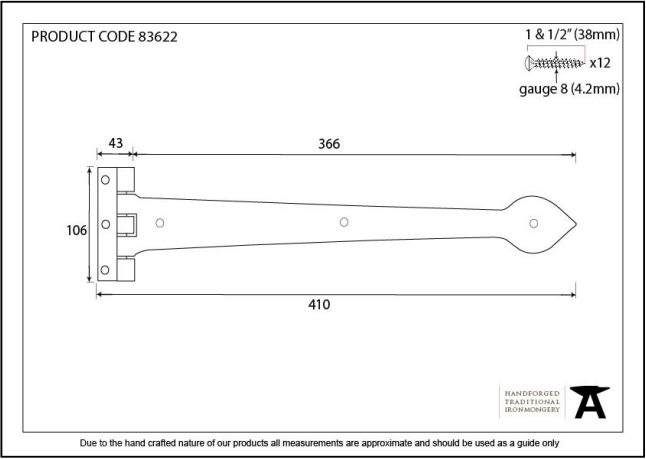 PRODUCT CODE 83622
1 & 1/2” (38mm)
x12
gauge 8 (4.2mm)
43
366
106
410
HANDFORGED
TRADITIONAL
IRONMONGERY
Due to the hand crafted nature of our products all measurements are approximate and should be used as a guide only